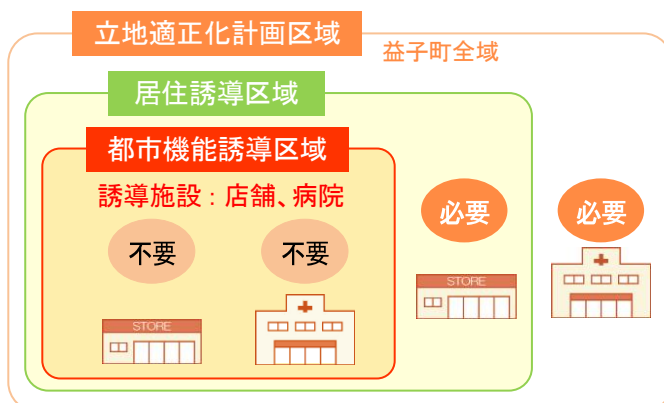 立地適正化計画区域
益子町全域
居住誘導区域
都市機能誘導区域
誘導施設：店舗、病院
不要
不要
必要
必要
STORE
STORE